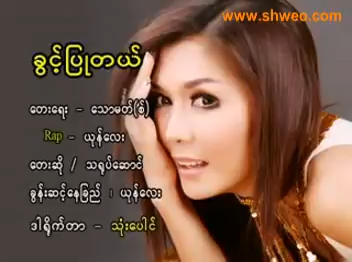 www.shweo.com
ခွင့်ပြုတယ်
တေးရေး - သောမတ်(စ်)
Rap - ယုန်လေး
တေးဆို / သရုပ်ဆောင်
ခွန်းဆင့်နေခြည် ၊ ယုန်လေး
ဒါရိုက်တာ - သုံးပေါင်